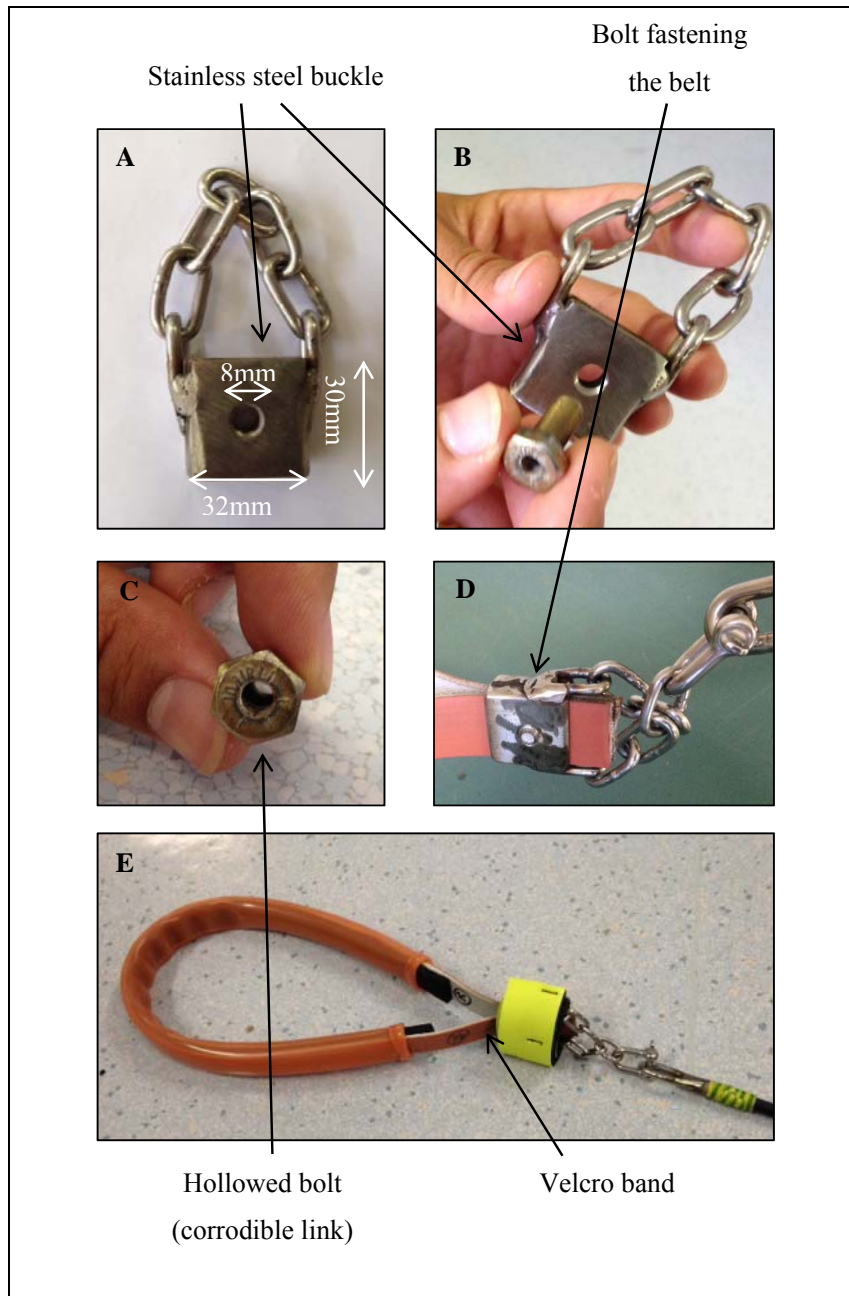 Bolt fastening
the belt
Stainless steel buckle
A
B
8mm
30mm
32mm
C
D
E
Hollowed bolt
(corrodible link)
Velcro band